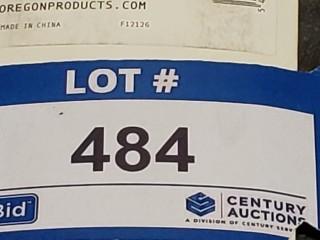 OREGONPRODUCTS.COM
MADE IN CHINA F12126
LOT #
484
Bid
CENTURY
AUCTIONS
A DIVISION OF CENTURY